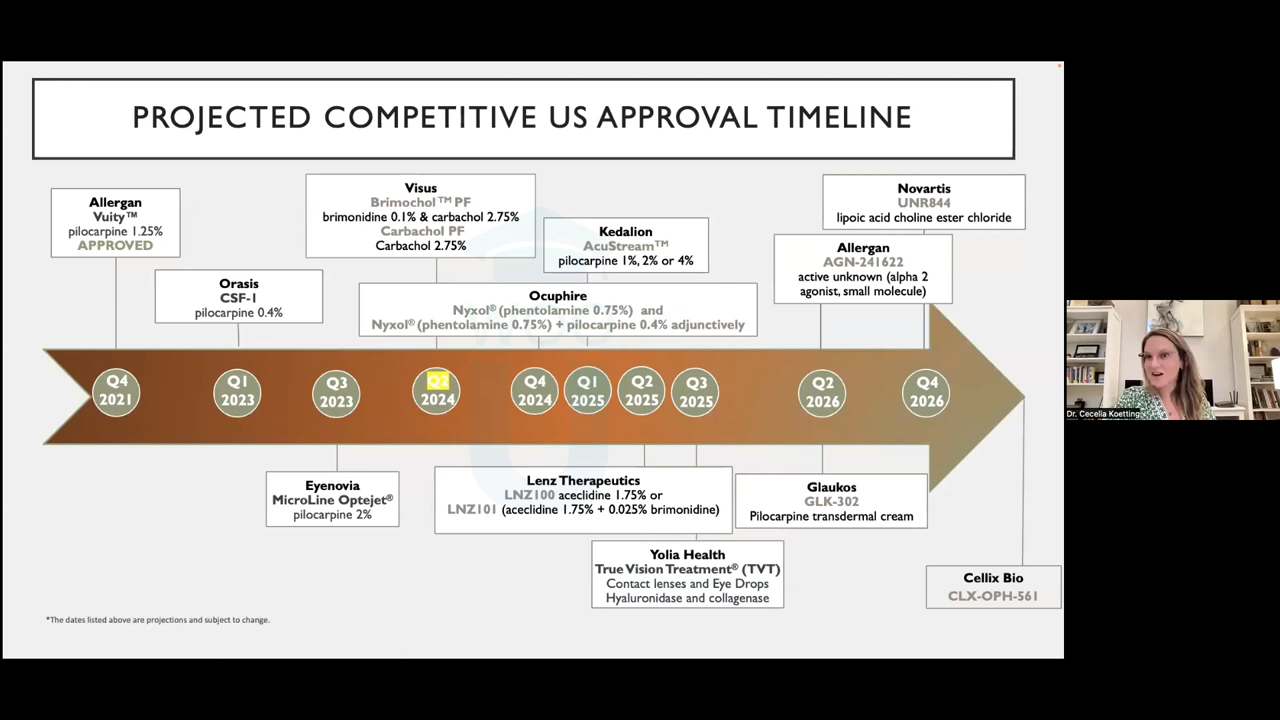 PROJECTED COMPETITIVE US APPROVAL TIMELINE
Allergan
Vuity™
pilocarpine 1.25%
APPROVED
Orasis
CSF-1
pilocarpine 0.4%
Visus
Brimochol™ PF
brimonidine 0.1% & carbachol 2.75%
Carbachol PF
Carbachol 2.75%
Kedalion
AcuStream™
pilocarpine 1%, 2% or 4%
Ocuphire
Nyxol® (phentolamine 0.75%) and
Nyxol® (phentolamine 0.75%) + pilocarpine 0.4% adjunctively
Novartis
UNR844
lipoic acid choline ester chloride
Allergan
AGN-241622
active unknown (alpha 2
agonist, small molecule)
Q4
2021
Q1
2023
Q3
2023
Q2
2024
Q4
2024
Q1
2025
Q2
2025
Q3
2025
Q2
2026
Q4
2026
Eyenovia
MicroLine Optejet®
pilocarpine 2%
Lenz Therapeutics
LNZ100 aceclidine 1.75% or
LNZ101 (aceclidine 1.75% + 0.025% brimonidine)
Glaukos
GLK-302
Pilocarpine transdermal cream
Yolia Health
True Vision Treatment® (TVT)
Contact lenses and Eye Drops
Hyaluronidase and collagenase
Cellix Bio
CLX-OPH-561
*The dates listed above are projections and subject to change.
Dr. Cecelia Koetting